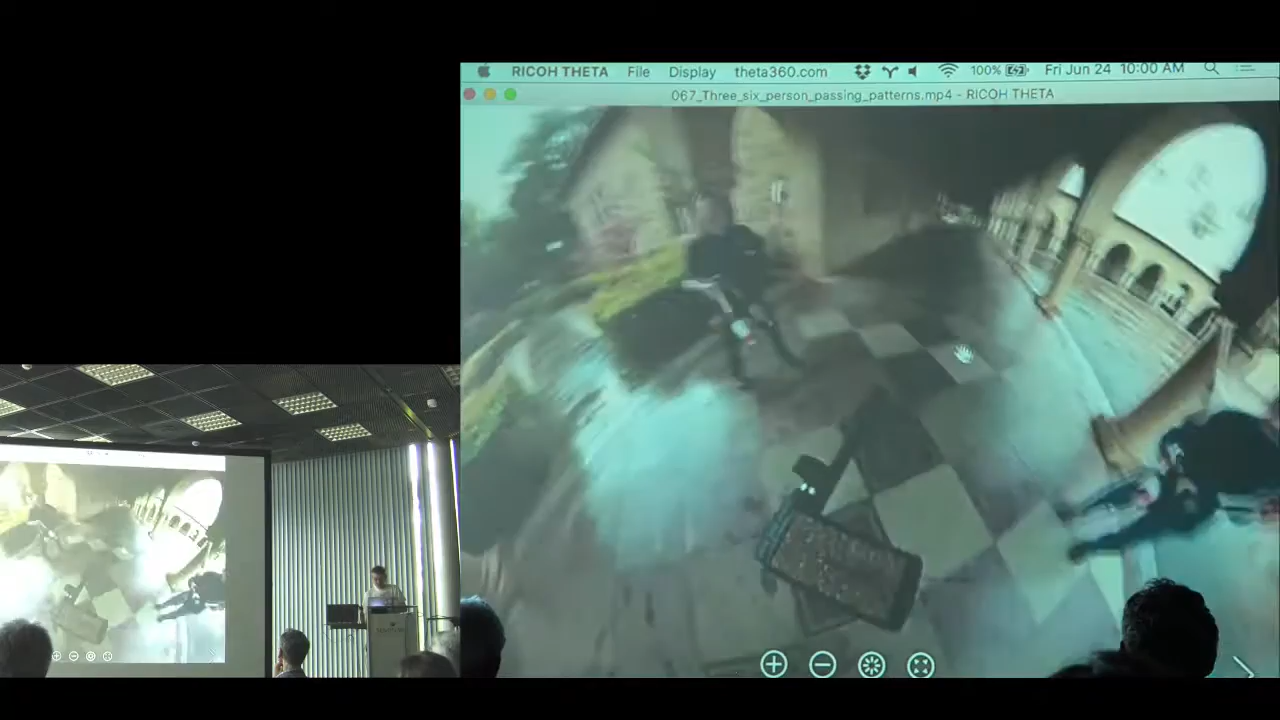 RICOH THETA File Display theta360.com 100% Fri Jun 24 10:00 AM
067_Three_six_person_passing_patterns.mp4 - RICOH THETA